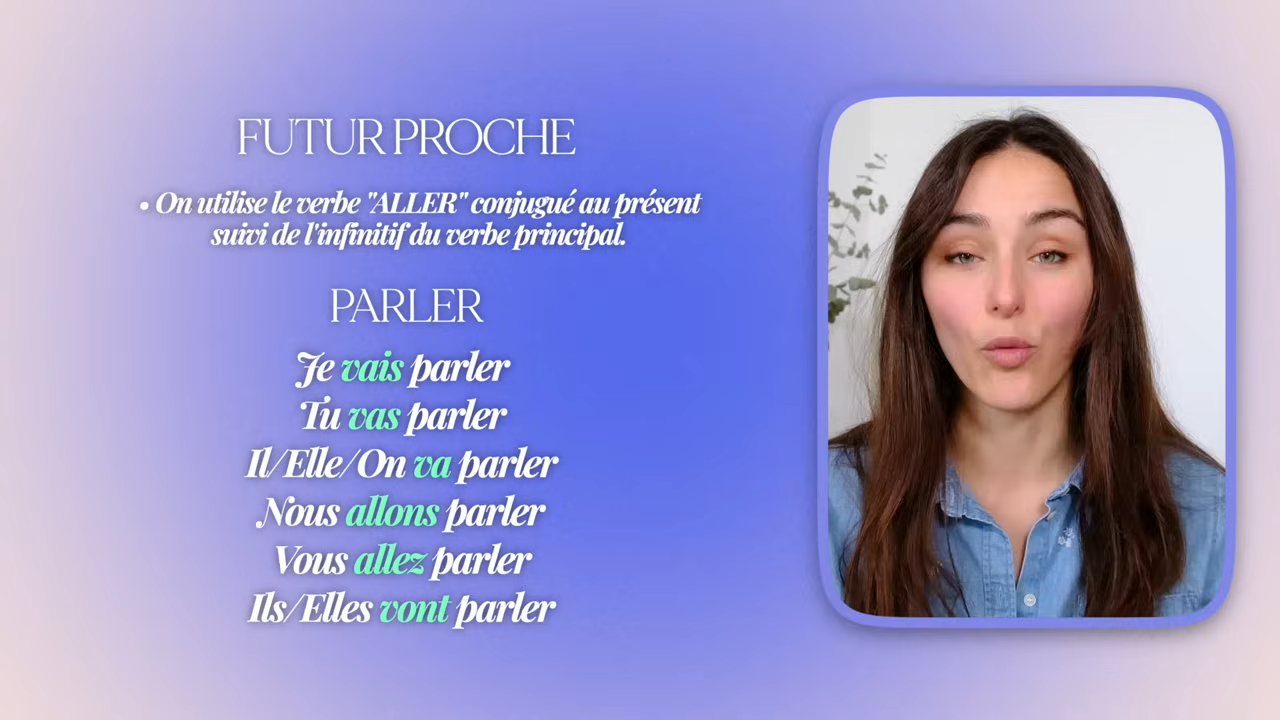 FUTUR PROCHE
• On utilise le verbe "ALLER" conjugué au présent
suivi de l'infinitif du verbe principal.
PARLER
Je vais parler
Tu vas parler
Il/Elle/On va parler
Nous allons parler
Vous allez parler
Ils/Elles vont parler